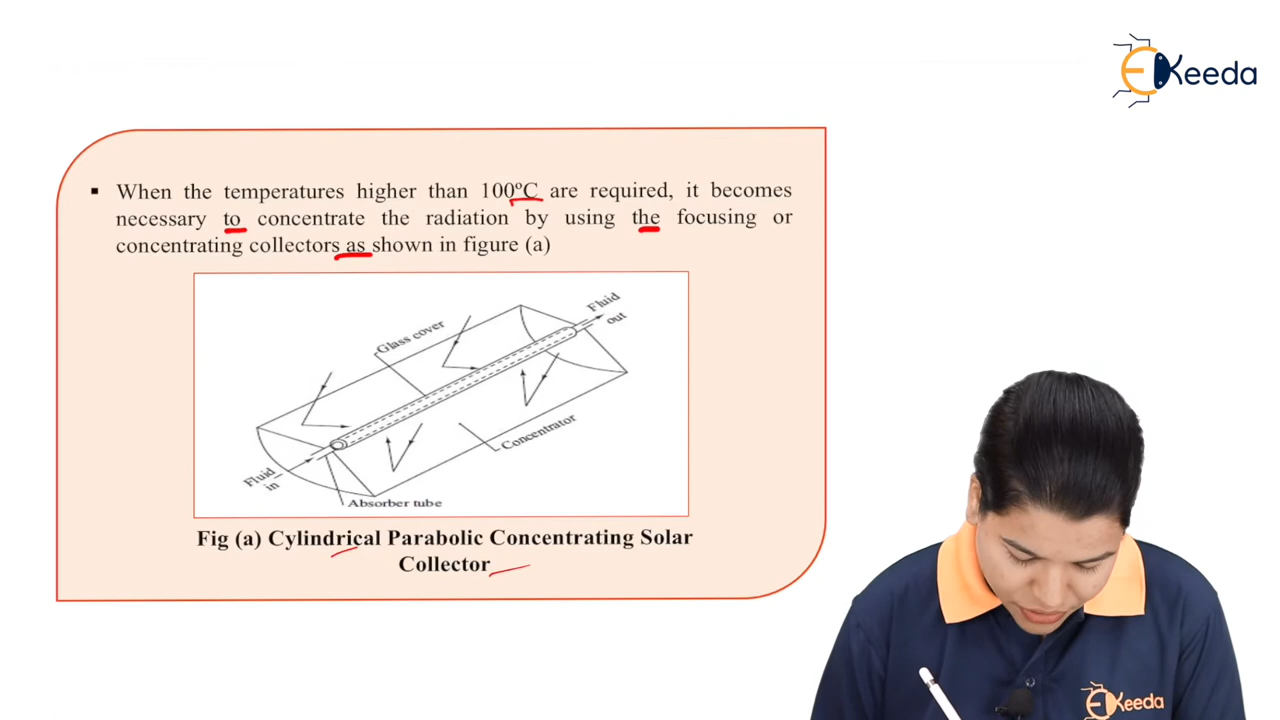 EKeeda
▪ When the temperatures higher than 100ºC are required, it becomes
necessary to concentrate the radiation by using the focusing or
concentrating collectors as shown in figure (a)
Fluid
out
Glass cover
Concentrator
Fluid
in
Absorber tube
Fig (a) Cylindrical Parabolic Concentrating Solar
Collector
EKeeda